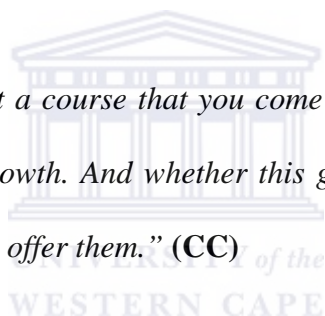 t a course that you come
owth. And whether this g
offer them.” (CC)
UNIVERSITY of the
WESTERN CAPE